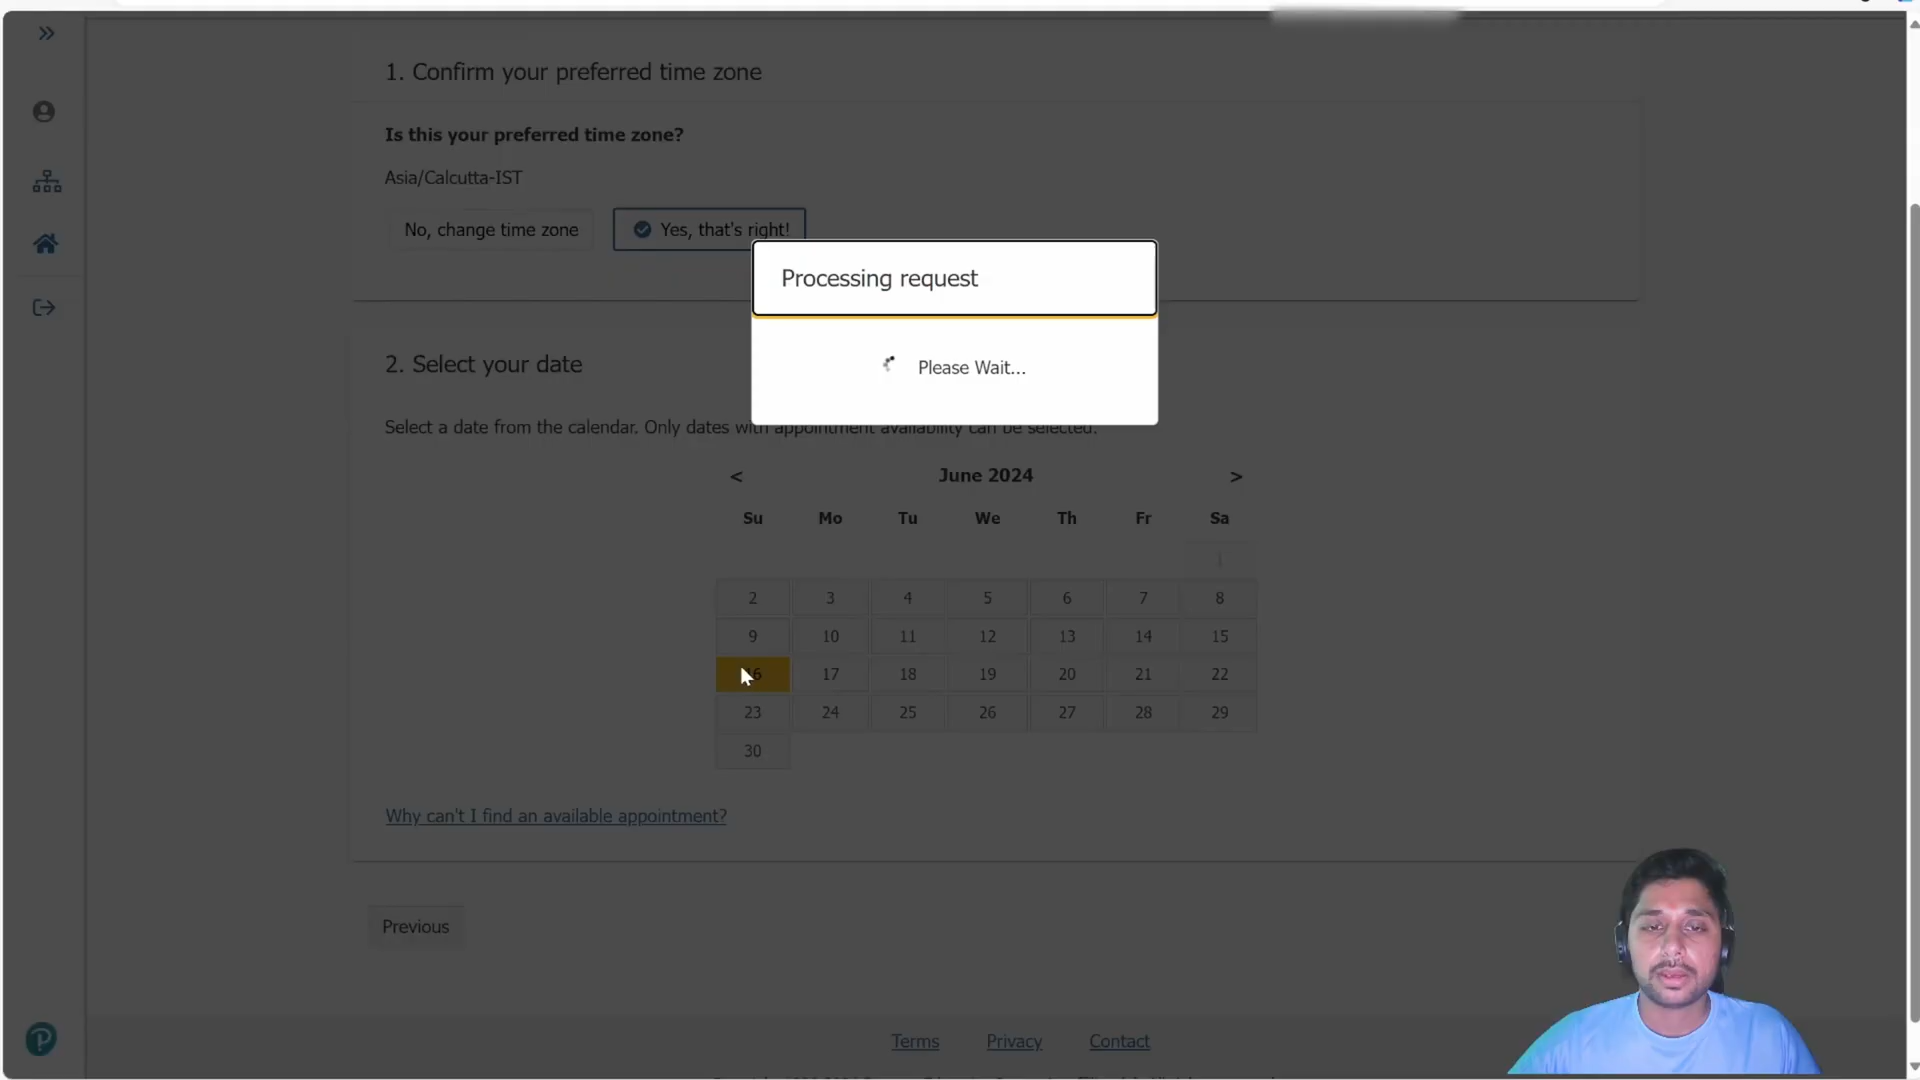 1. Confirm your preferred time zone
Is this your preferred time zone?
Asia/Calcutta-IST
No, change time zone
Yes, that's right!
Processing request
Please Wait...
2. Select your date
Select a date from the calendar. Only dates with appointment availability can be selected.
< June 2024 >
Su Mo Tu We Th Fr Sa
1
2 3 4 5 6 7 8
9 10 11 12 13 14 15
16 17 18 19 20 21 22
23 24 25 26 27 28 29
30
Why can't I find an available appointment?
Previous
Terms Privacy Contact